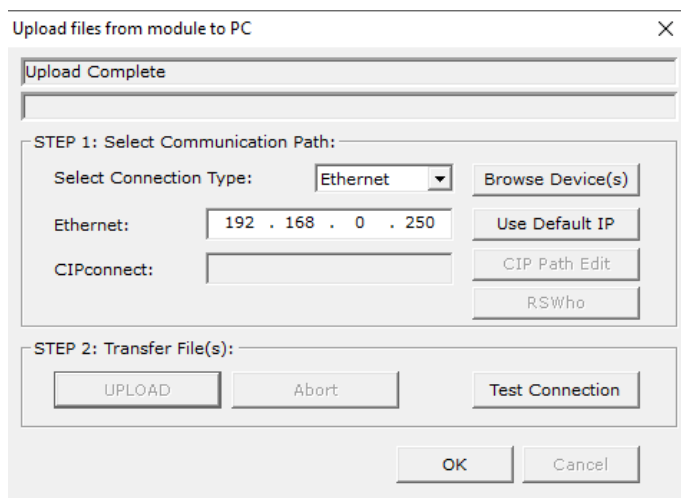 Upload files from module to PC
Upload Complete
STEP 1: Select Communication Path:
Select Connection Type: Ethernet Browse Device(s)
Ethernet: 192 . 168 . 0 . 250 Use Default IP
CIPconnect: CIP Path Edit
RSWho
STEP 2: Transfer File(s):
UPLOAD Abort Test Connection
OK Cancel